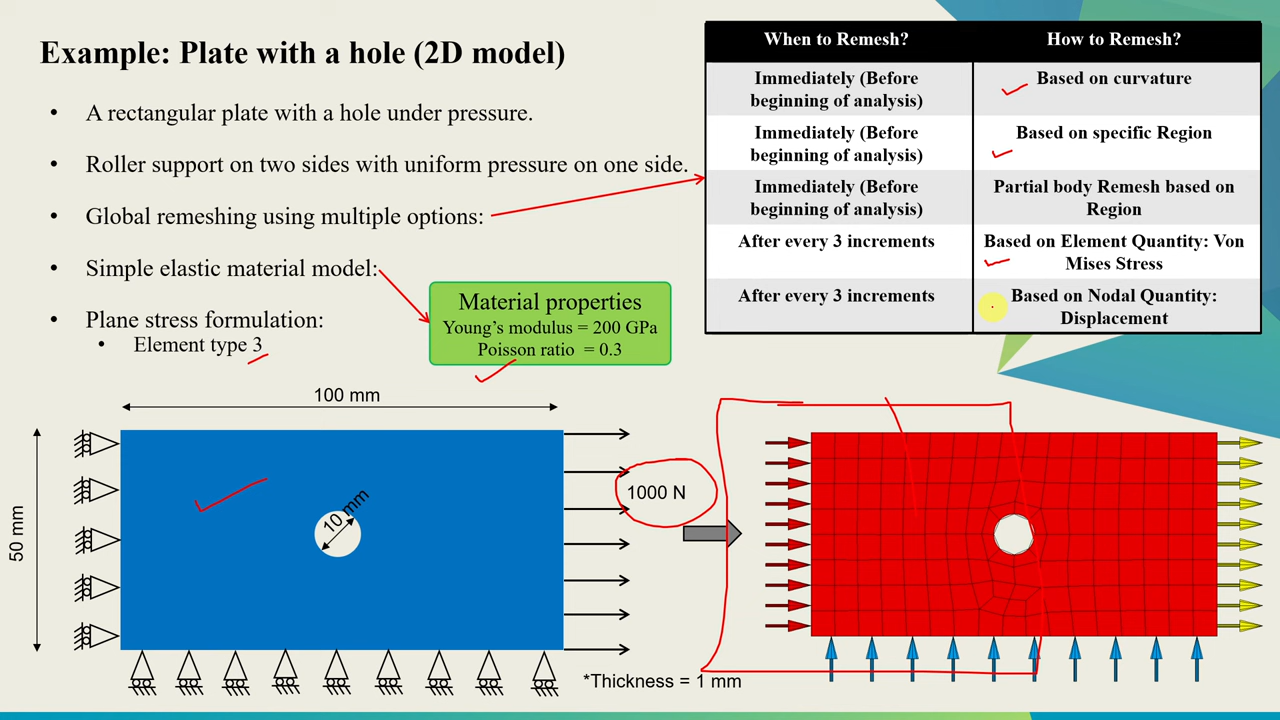 Example: Plate with a hole (2D model)
• A rectangular plate with a hole under pressure.
• Roller support on two sides with uniform pressure on one side.
• Global remeshing using multiple options:
• Simple elastic material model:
• Plane stress formulation:
• Element type 3
Material properties
Young's modulus = 200 GPa
Poisson ratio = 0.3
When to Remesh? How to Remesh?
Immediately (Before
beginning of analysis)
Based on curvature
Immediately (Before
beginning of analysis)
Based on specific Region
Immediately (Before
beginning of analysis)
Partial body Remesh based on
Region
After every 3 increments
Based on Element Quantity: Von
Mises Stress
After every 3 increments
Based on Nodal Quantity:
Displacement
100 mm
50 mm
10 mm
1000 N
*Thickness = 1 mm